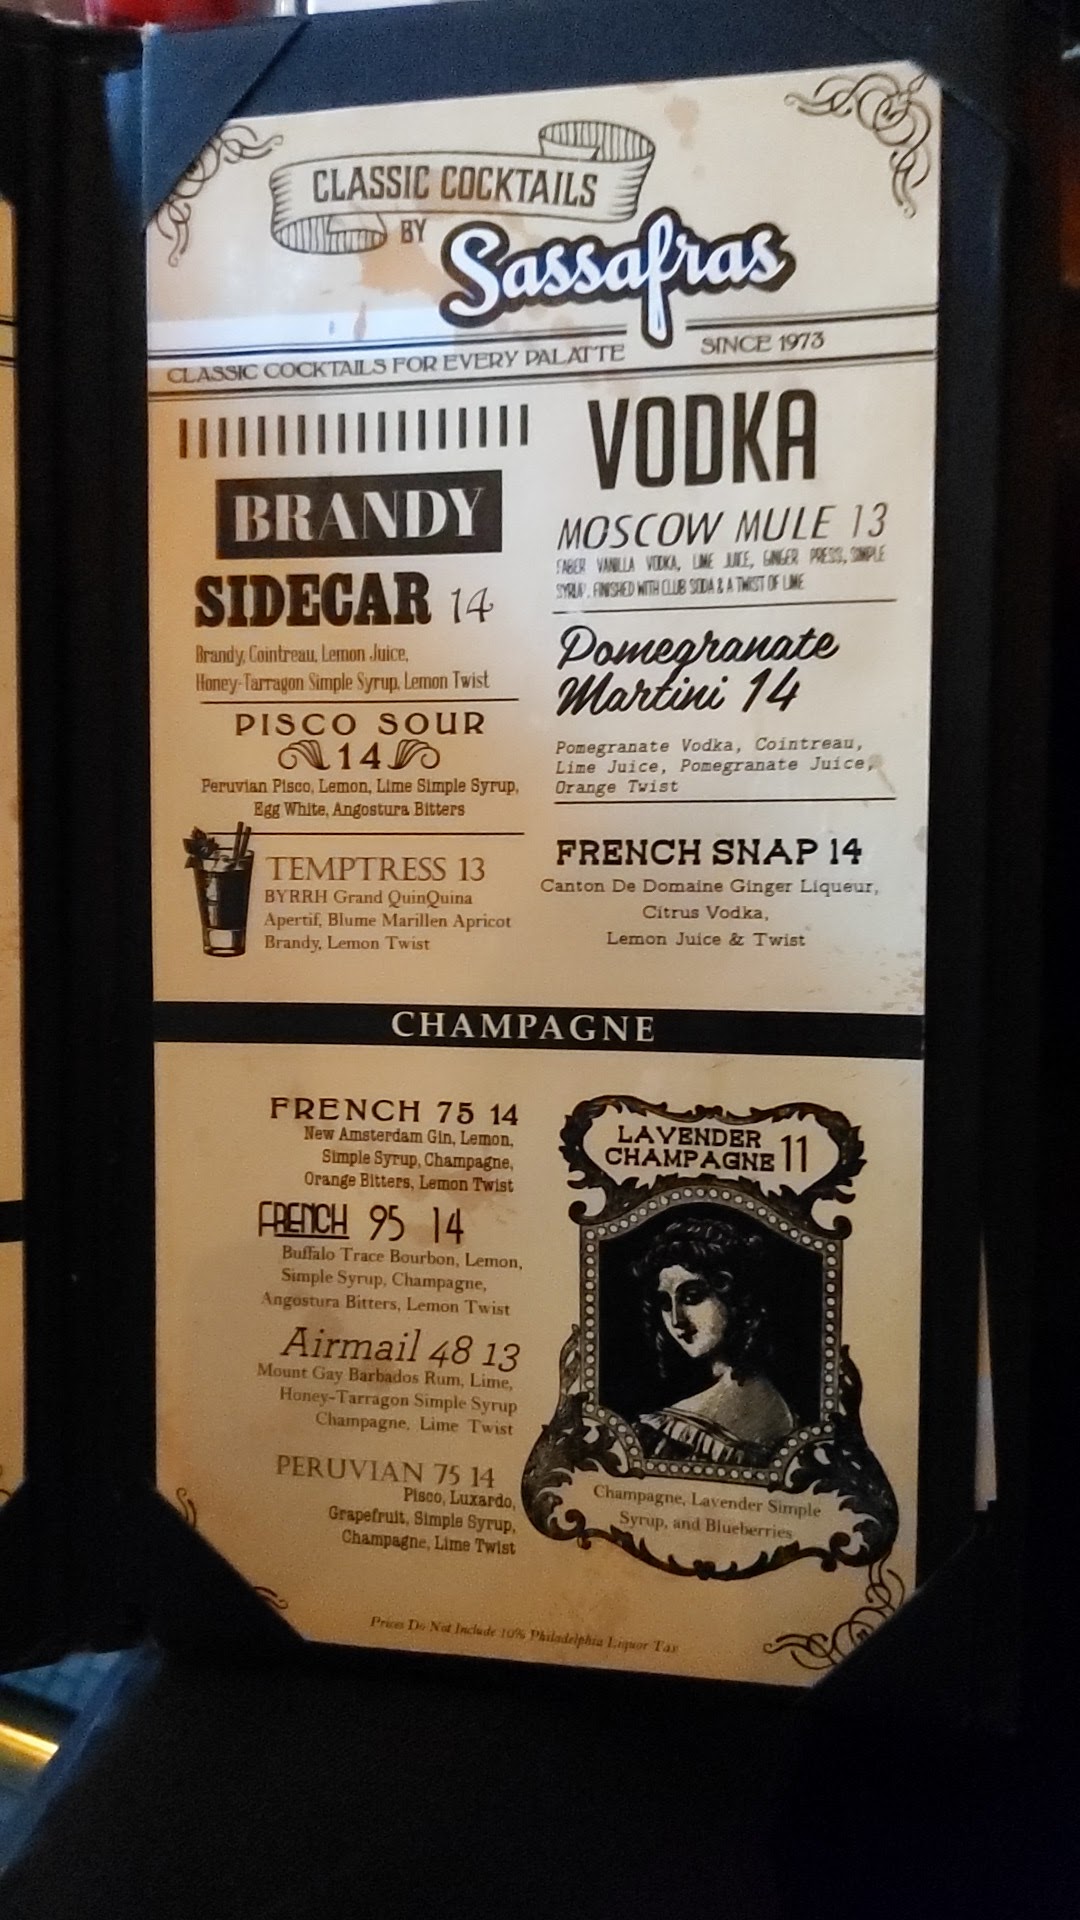 CLASSIC COCKTAILS
BY
Sassafras
CLASSIC COCKTAILS FOR EVERY PALATTE
SINCE 1973
BRANDY
SIDECAR 14
Brandy, Cointreau, Lemon Juice,
Honey-Tarragon Simple Syrup, Lemon Twist
PISCO SOUR
14
Peruvian Pisco, Lemon, Lime Simple Syrup,
Egg White, Angostura Bitters
TEMPTRESS 13
BYRRH Grand QuinQuina
Apertif, Blume Marillen Apricot
Brandy, Lemon Twist
VODKA
MOSCOW MULE 13
FABER VANILLA VODKA, LIME JUICE, GINGER PRESS, SIMPLE
SYRUP, FINISHED WITH CLUB SODA & A TWIST OF LIME
Pomegranate
Martini 14
Pomegranate Vodka, Cointreau,
Lime Juice, Pomegranate Juice,
Orange Twist
FRENCH SNAP 14
Canton De Domaine Ginger Liqueur,
Citrus Vodka,
Lemon Juice & Twist
CHAMPAGNE
FRENCH 75 14
New Amsterdam Gin, Lemon,
Simple Syrup, Champagne,
Orange Bitters, Lemon Twist
FRENCH 95 14
Buffalo Trace Bourbon, Lemon,
Simple Syrup, Champagne,
Angostura Bitters, Lemon Twist
Airmail 48 13
Mount Gay Barbados Rum, Lime,
Honey-Tarragon Simple Syrup
Champagne, Lime Twist
PERUVIAN 75 14
Pisco, Luxardo,
Grapefruit, Simple Syrup,
Champagne, Lime Twist
LAVENDER
CHAMPAGNE 11
Champagne, Lavender Simple
Syrup, and Blueberries
Prices Do Not Include 10% Philadelphia Liquor Tax